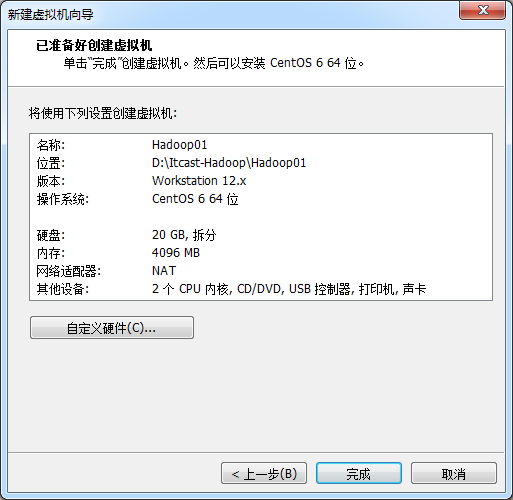 新建虚拟机向导
已准备好创建虚拟机
单击“完成”创建虚拟机。然后可以安装 CentOS 6 64 位。
将使用下列设置创建虚拟机:
名称: Hadoop01
位置: D:\Itcast-Hadoop\Hadoop01
版本: Workstation 12.x
操作系统: CentOS 6 64 位
硬盘: 20 GB, 拆分
内存: 4096 MB
网络适配器: NAT
其他设备: 2 个 CPU 内核, CD/DVD, USB 控制器, 打印机, 声卡
自定义硬件(C)...
< 上一步(B) 完成 取消